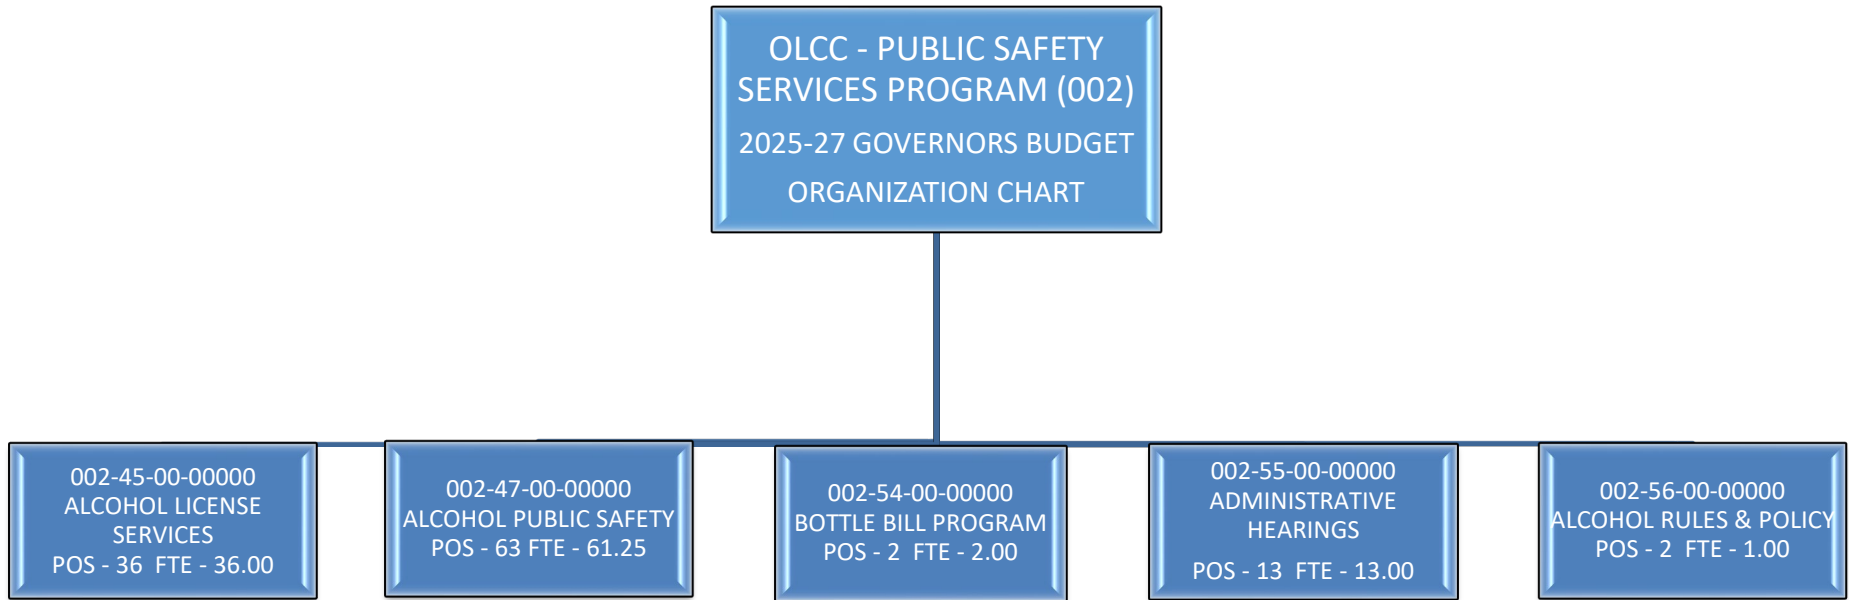 OLCC - PUBLIC SAFETY
SERVICES PROGRAM (002)
2025-27 GOVERNORS BUDGET
ORGANIZATION CHART
002-45-00-00000
ALCOHOL LICENSE
SERVICES
POS - 36 FTE - 36.00
002-47-00-00000
ALCOHOL PUBLIC SAFETY
POS - 63 FTE - 61.25
002-54-00-00000
BOTTLE BILL PROGRAM
POS - 2 FTE - 2.00
002-55-00-00000
ADMINISTRATIVE
HEARINGS
POS - 13 FTE - 13.00
002-56-00-00000
ALCOHOL RULES & POLICY
POS - 2 FTE - 1.00